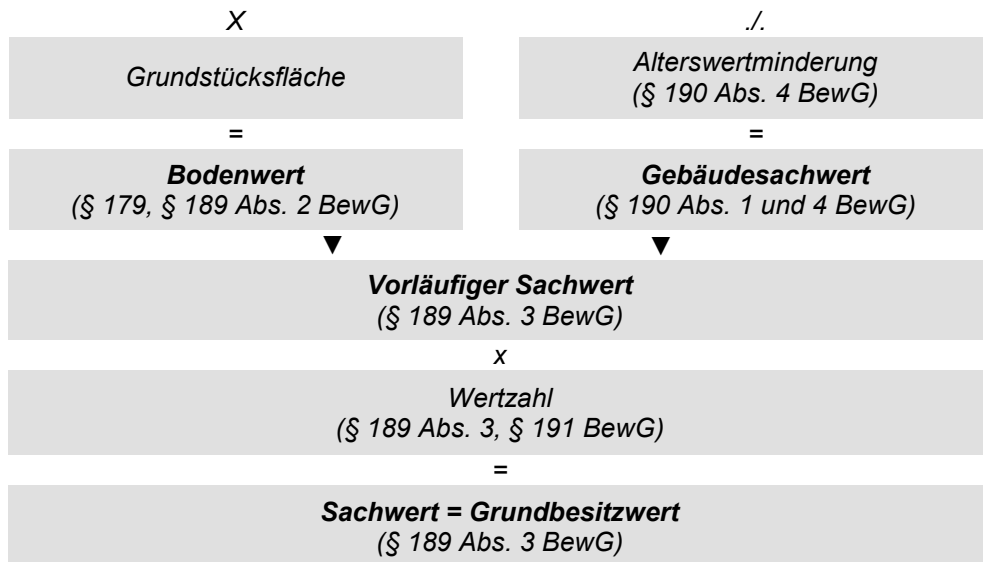 X
Grundstücksfläche
=
Bodenwert
(§ 179, § 189 Abs. 2 BewG)
▼
./.
Alterswertminderung
(§ 190 Abs. 4 BewG)
=
Gebäudesachwert
(§ 190 Abs. 1 und 4 BewG)
▼
Vorläufiger Sachwert
(§ 189 Abs. 3 BewG)
x
Wertzahl
(§ 189 Abs. 3, § 191 BewG)
=
Sachwert = Grundbesitzwert
(§ 189 Abs. 3 BewG)